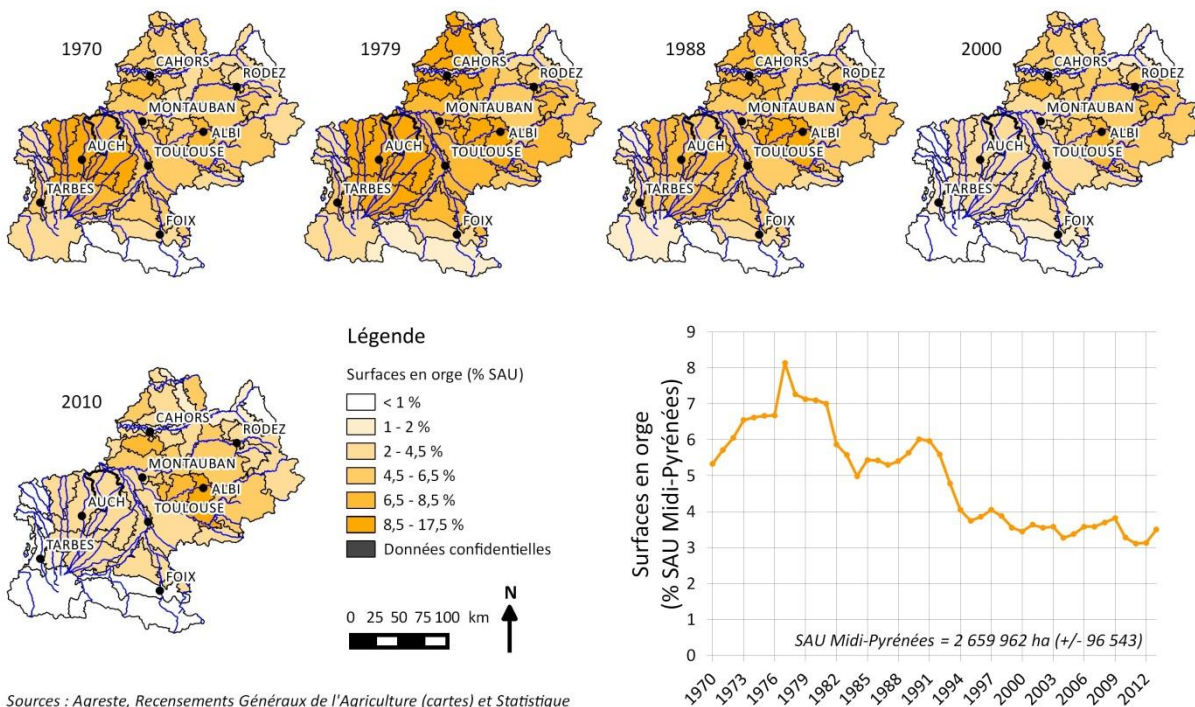 1970
CAHORS
RODEZ
MONTAUBAN
ALBI
AUCH
TOULOUSE
TARBES
FOIX
1979
CAHORS
RODEZ
MONTAUBAN
ALBI
AUCH
TOULOUSE
TARBES
FOIX
1988
CAHORS
RODEZ
MONTAUBAN
ALBI
AUCH
TOULOUSE
TARBES
FOIX
2000
CAHORS
RODEZ
MONTAUBAN
ALBI
AUCH
TOULOUSE
TARBES
FOIX
2010
CAHORS
RODEZ
MONTAUBAN
ALBI
AUCH
TOULOUSE
TARBES
FOIX
Légende
Surfaces en orge (% SAU)
< 1 %
1 - 2 %
2 - 4,5 %
4,5 - 6,5 %
6,5 - 8,5 %
8,5 - 17,5 %
Données confidentielles
0 25 50 75 100 km
N
Surfaces en orge
(% SAU Midi-Pyrénées)
9
8
7
6
5
4
3
2
1
0
SAU Midi-Pyrénées = 2 659 962 ha (+/- 96 543)
1970
1973
1976
1979
1982
1985
1988
1991
1994
1997
2000
2003
2006
2009
2012
Sources : Agreste, Recensements Généraux de l'Agriculture (cartes) et Statistique